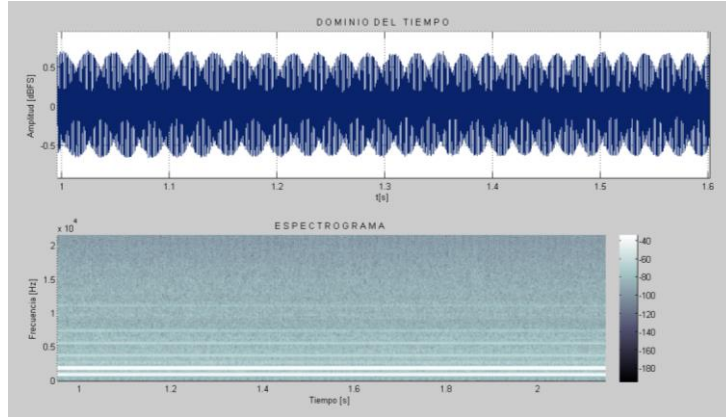 DOMINIO DEL TIEMPO
Amplitud [dBFS]
0.5
0
-0.5
1 1.1 1.2 1.3 1.4 1.5 1.6
t[s]
ESPECTROGRAMA
x 10^4
Frecuencia [Hz]
2
1.5
1
0.5
0
1 1.2 1.4 1.6 1.8 2
Tiempo [s]
-40
-60
-80
-100
-120
-140
-160
-180